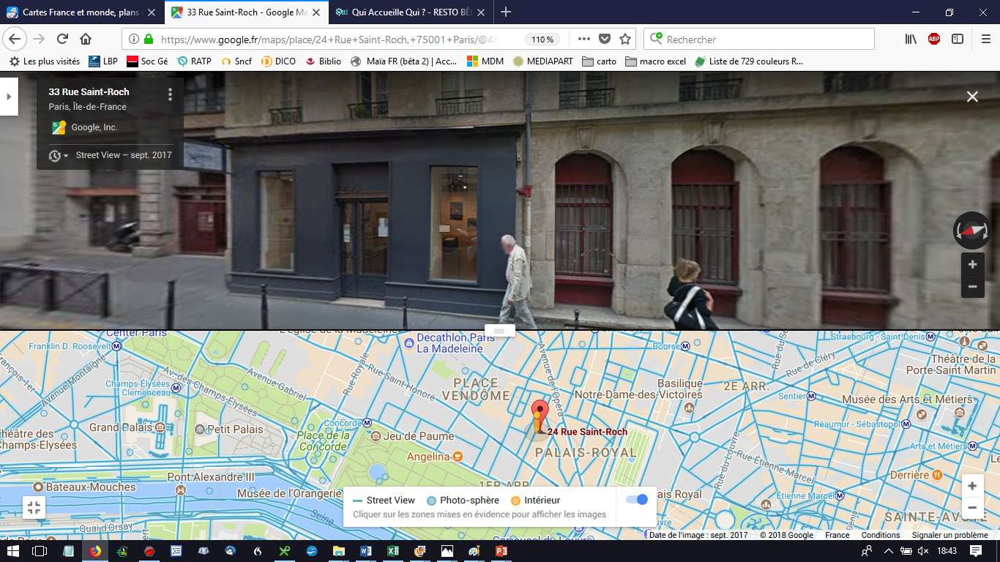 Cartes France et monde, plans d
33 Rue Saint-Roch - Google Ma
Qui Accueille Qui ? - RESTO BÉ
https://www.google.fr/maps/place/24+Rue+Saint-Roch,+75001+Paris/@48
110 %
Rechercher
ABP
Les plus visités
LBP
Soc Gé
RATP
Sncf
DICO
Biblio
Maïa FR (bêta 2) | Acc...
MDM
MEDIAPART
carto
macro excel
Liste de 729 couleurs R...
33 Rue Saint-Roch
Paris, Île-de-France
Google, Inc.
Street View – sept. 2017
Center Paris
L'église de la Madeleine
Decathlon Paris
La Madeleine
Franklin D. Roosevelt
Bourse
Strasbourg - Saint-Denis
Rue de Cléry
Théâtre de la
Porte Saint Martin
Avenue Montaigne
François-1er
Av. des Champs-Élysées
Avenue Gabriel
Rue Royale
Rue Saint-Honoré
Avenue de l'Opéra
Champs-Élysées
Clemenceau
PLACE
VENDÔME
Basilique
Notre-Dame-des-Victoires
2E ARR.
Sentier
Musée des Arts et Métiers
Réaumur - Sébastopol
Grand Palais
Petit Palais
Concorde
Place de la
Concorde
Jeu de Paume
24 Rue Saint-Roch
Théâtre des
Champs-Elysées
Angelina
PALAIS-ROYAL
Rue du Louvre
Rue Étienne Marcel
Arts et Métiers
Derrière
Pont Alexandre III
Bateaux-Mouches
Musée de l'Orangerie
1ER ARR.
Étienne Marcel
Seine
Quai d'Orsay
SAINTE-AVOYE
Carrousel du Louvre
Street View
Photo-sphère
Intérieur
Cliquer sur les zones mises en évidence pour afficher les images
Date de l'image : sept. 2017
© 2018 Google
France
Conditions
Signaler un problème
18:43